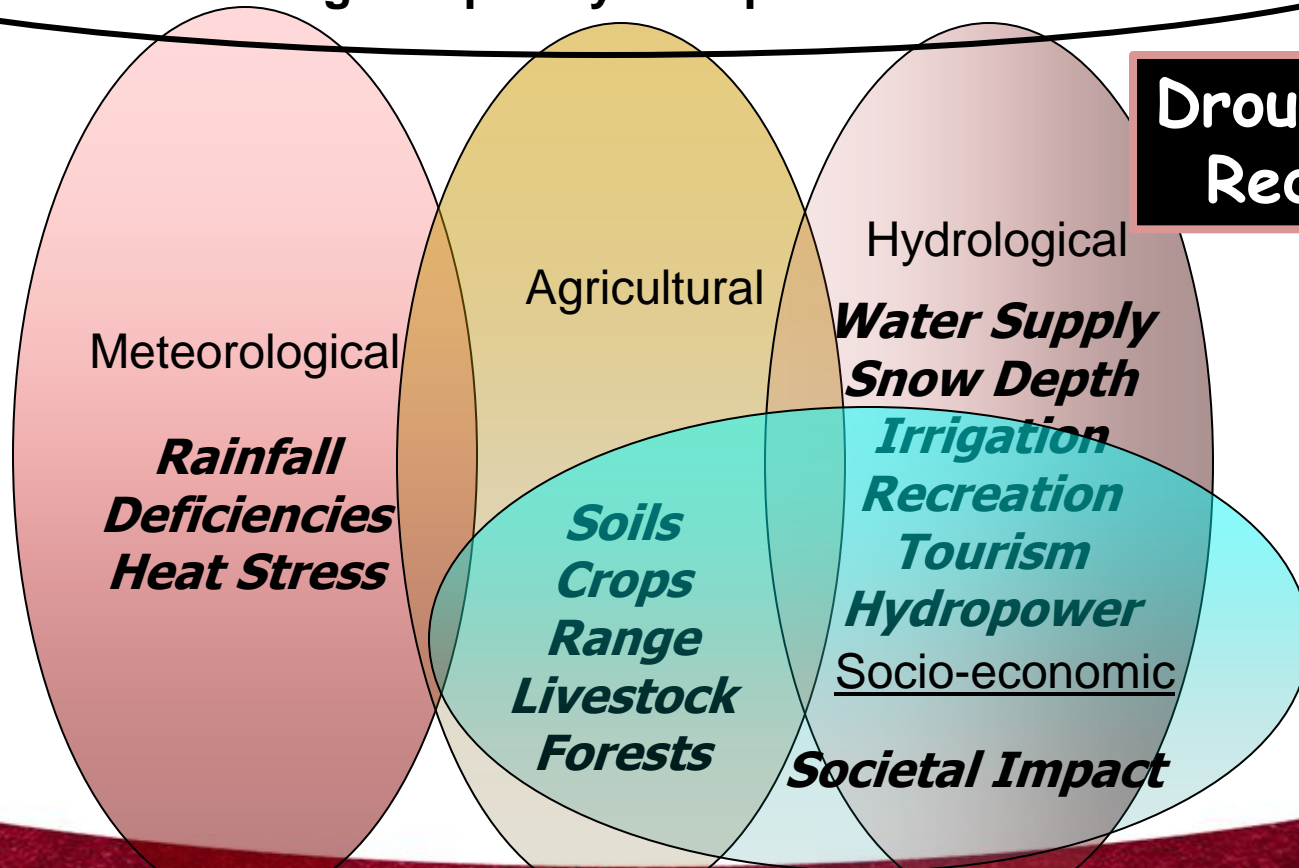 Meteorological
Rainfall
Deficiencies
Heat Stress
Agricultural
Soils
Crops
Range
Livestock
Forests
Hydrological
Water Supply
Snow Depth
Irrigation
Recreation
Tourism
Hydropower
Socio-economic
Societal Impact